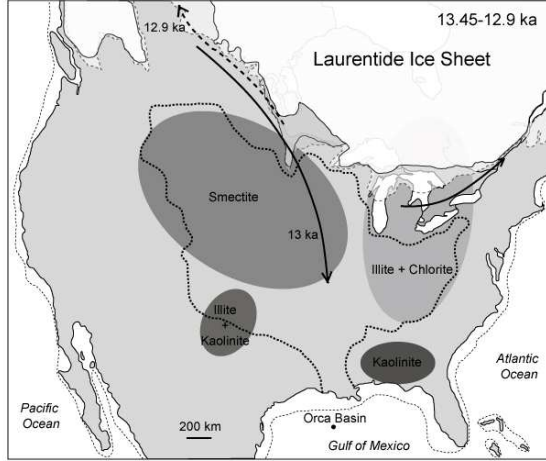 12.9 ka
13.45-12.9 ka
Laurentide Ice Sheet
Smectite
13 ka
Illite + Chlorite
Illite
+
Kaolinite
Kaolinite
Atlantic
Ocean
Pacific
Ocean
200 km
Orca Basin
Gulf of Mexico